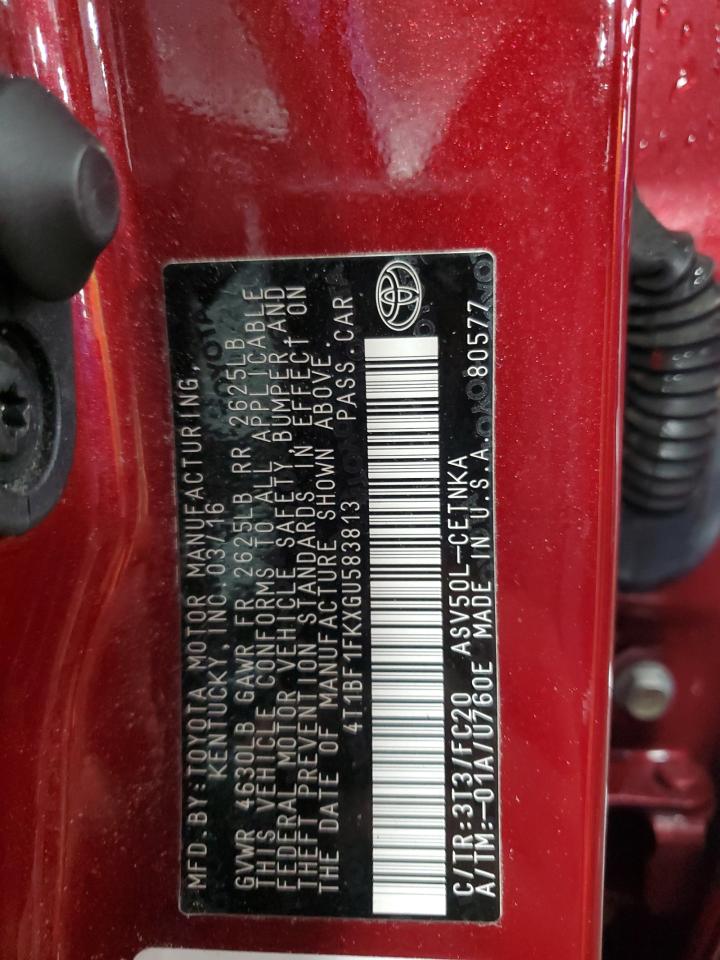 MFD.BY:TOYOTA MOTOR MANUFACTURING,
KENTUCKY, INC. 03/16
GVWR 4630LB GAWR FR 2625LB RR 2625LB
THIS VEHICLE CONFORMS TO ALL APPLICABLE
FEDERAL MOTOR VEHICLE SAFETY, BUMPER, AND
THEFT PREVENTION STANDARDS IN EFFECT ON
THE DATE OF MANUFACTURE SHOWN ABOVE.
4T1BF1FKXGU583813 PASS.CAR
C/TR:3T3/FC20 ASV50L-CETNKA
A/TM:-01A/U760E MADE IN U.S.A. 80577